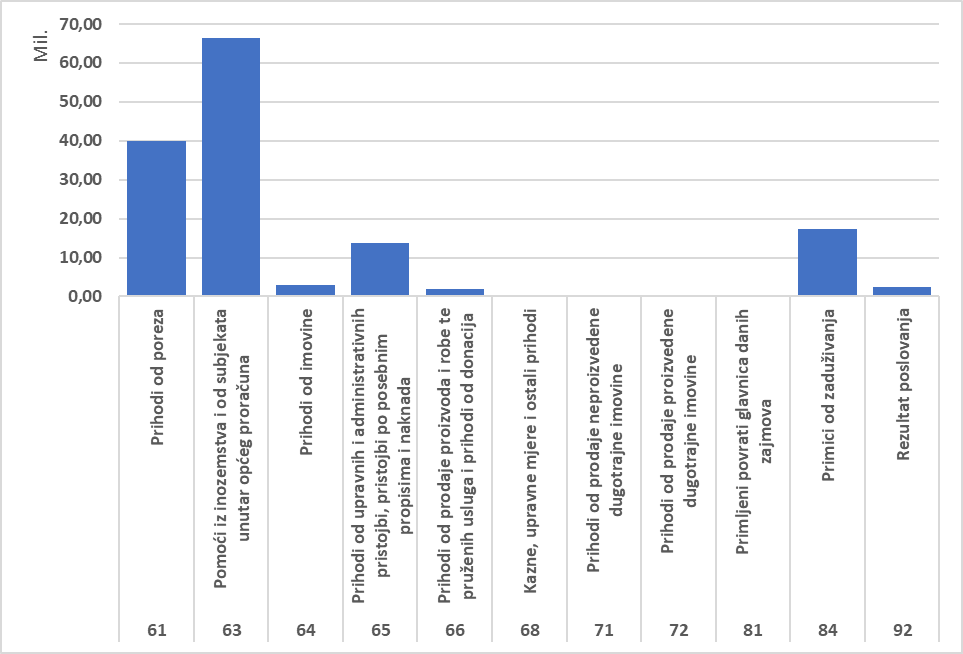 Mil.
70,00
60,00
50,00
40,00
30,00
20,00
10,00
0,00
Prihodi od poreza
Pomoći iz inozemstva i od subjekata
unutar općeg proračuna
Prihodi od imovine
Prihodi od upravnih i administrativnih
pristojbi, pristojbi po posebnim
propisima i naknada
Prihodi od prodaje proizvoda i robe te
pruženih usluga i prihodi od donacija
Kazne, upravne mjere i ostali prihodi
Prihodi od prodaje neproizvedene
dugotrajne imovine
Prihodi od prodaje proizvedene
dugotrajne imovine
Primljeni povrati glavnica danih
zajmova
Primici od zaduživanja
Rezultat poslovanja
61 63 64 65 66 68 71 72 81 84 92